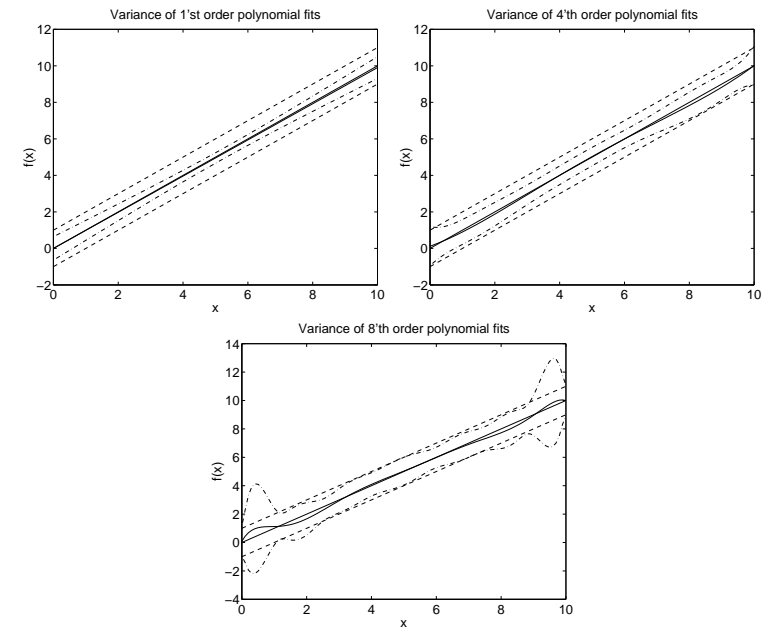 Variance of 1'st order polynomial fits
12
10
8
6
4
2
0
−2
f(x)
0 2 4 6 8 10
x
Variance of 4'th order polynomial fits
12
10
8
6
4
2
0
−2
f(x)
0 2 4 6 8 10
x
Variance of 8'th order polynomial fits
14
12
10
8
6
4
2
0
−2
−4
f(x)
0 2 4 6 8 10
x